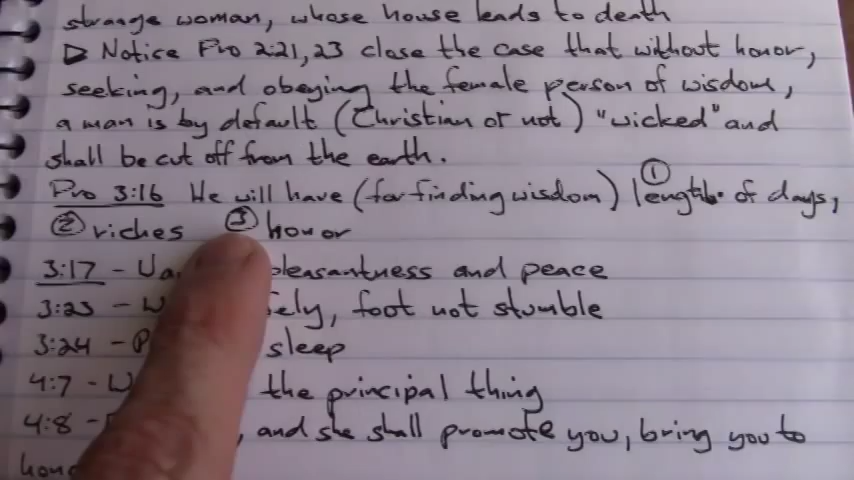 strange woman, whose house leads to death
▷ Notice Pro 2:21,23 close the case that without honor,
seeking, and obeying the female person of wisdom,
a man is by default (Christian or not) "wicked" and
shall be cut off from the earth.
Pro 3:16 He will have (for finding wisdom) ① length of days,
② riches ③ honor
3:17 - pleasantness and peace
3:23 - foot not stumble
3:24 - sleep
4:7 - the principal thing
4:8 - and she shall promote you, bring you to